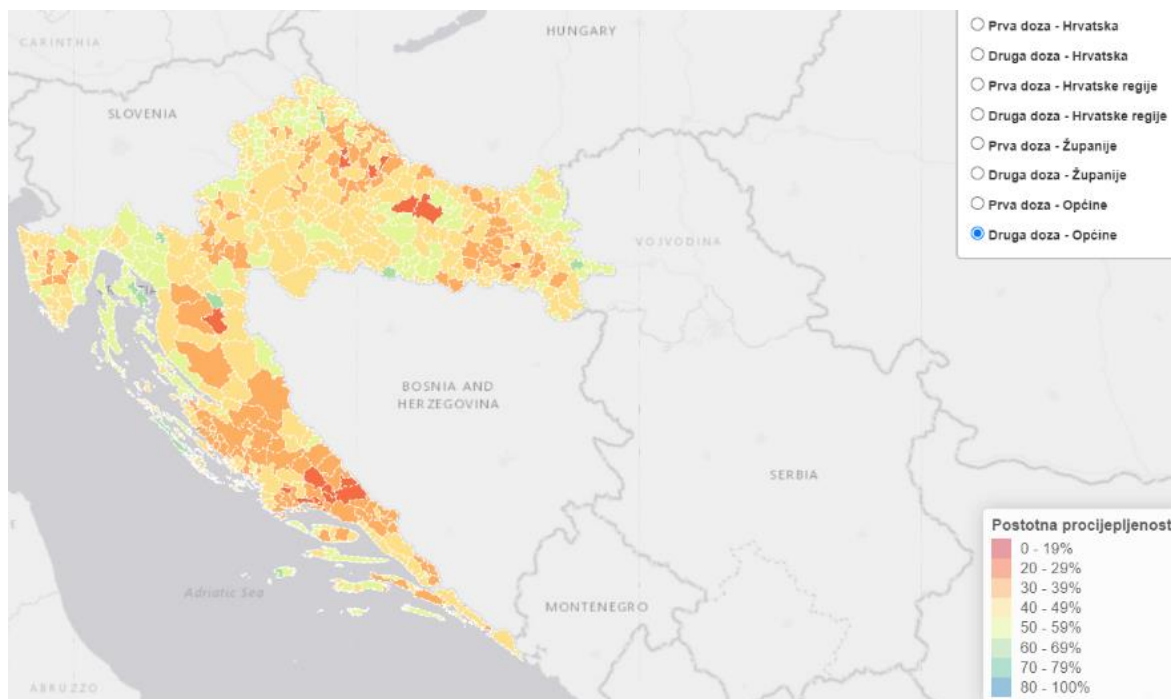 CARINTHIA
HUNGARY
SLOVENIA
VOJVODINA
BOSNIA AND
HERZEGOVINA
SERBIA
Adriatic Sea
MONTENEGRO
ABRUZZO
Prva doza - Hrvatska
Druga doza - Hrvatska
Prva doza - Hrvatske regije
Druga doza - Hrvatske regije
Prva doza - Županije
Druga doza - Županije
Prva doza - Općine
Druga doza - Općine
Postotna procijepljenost
0 - 19%
20 - 29%
30 - 39%
40 - 49%
50 - 59%
60 - 69%
70 - 79%
80 - 100%